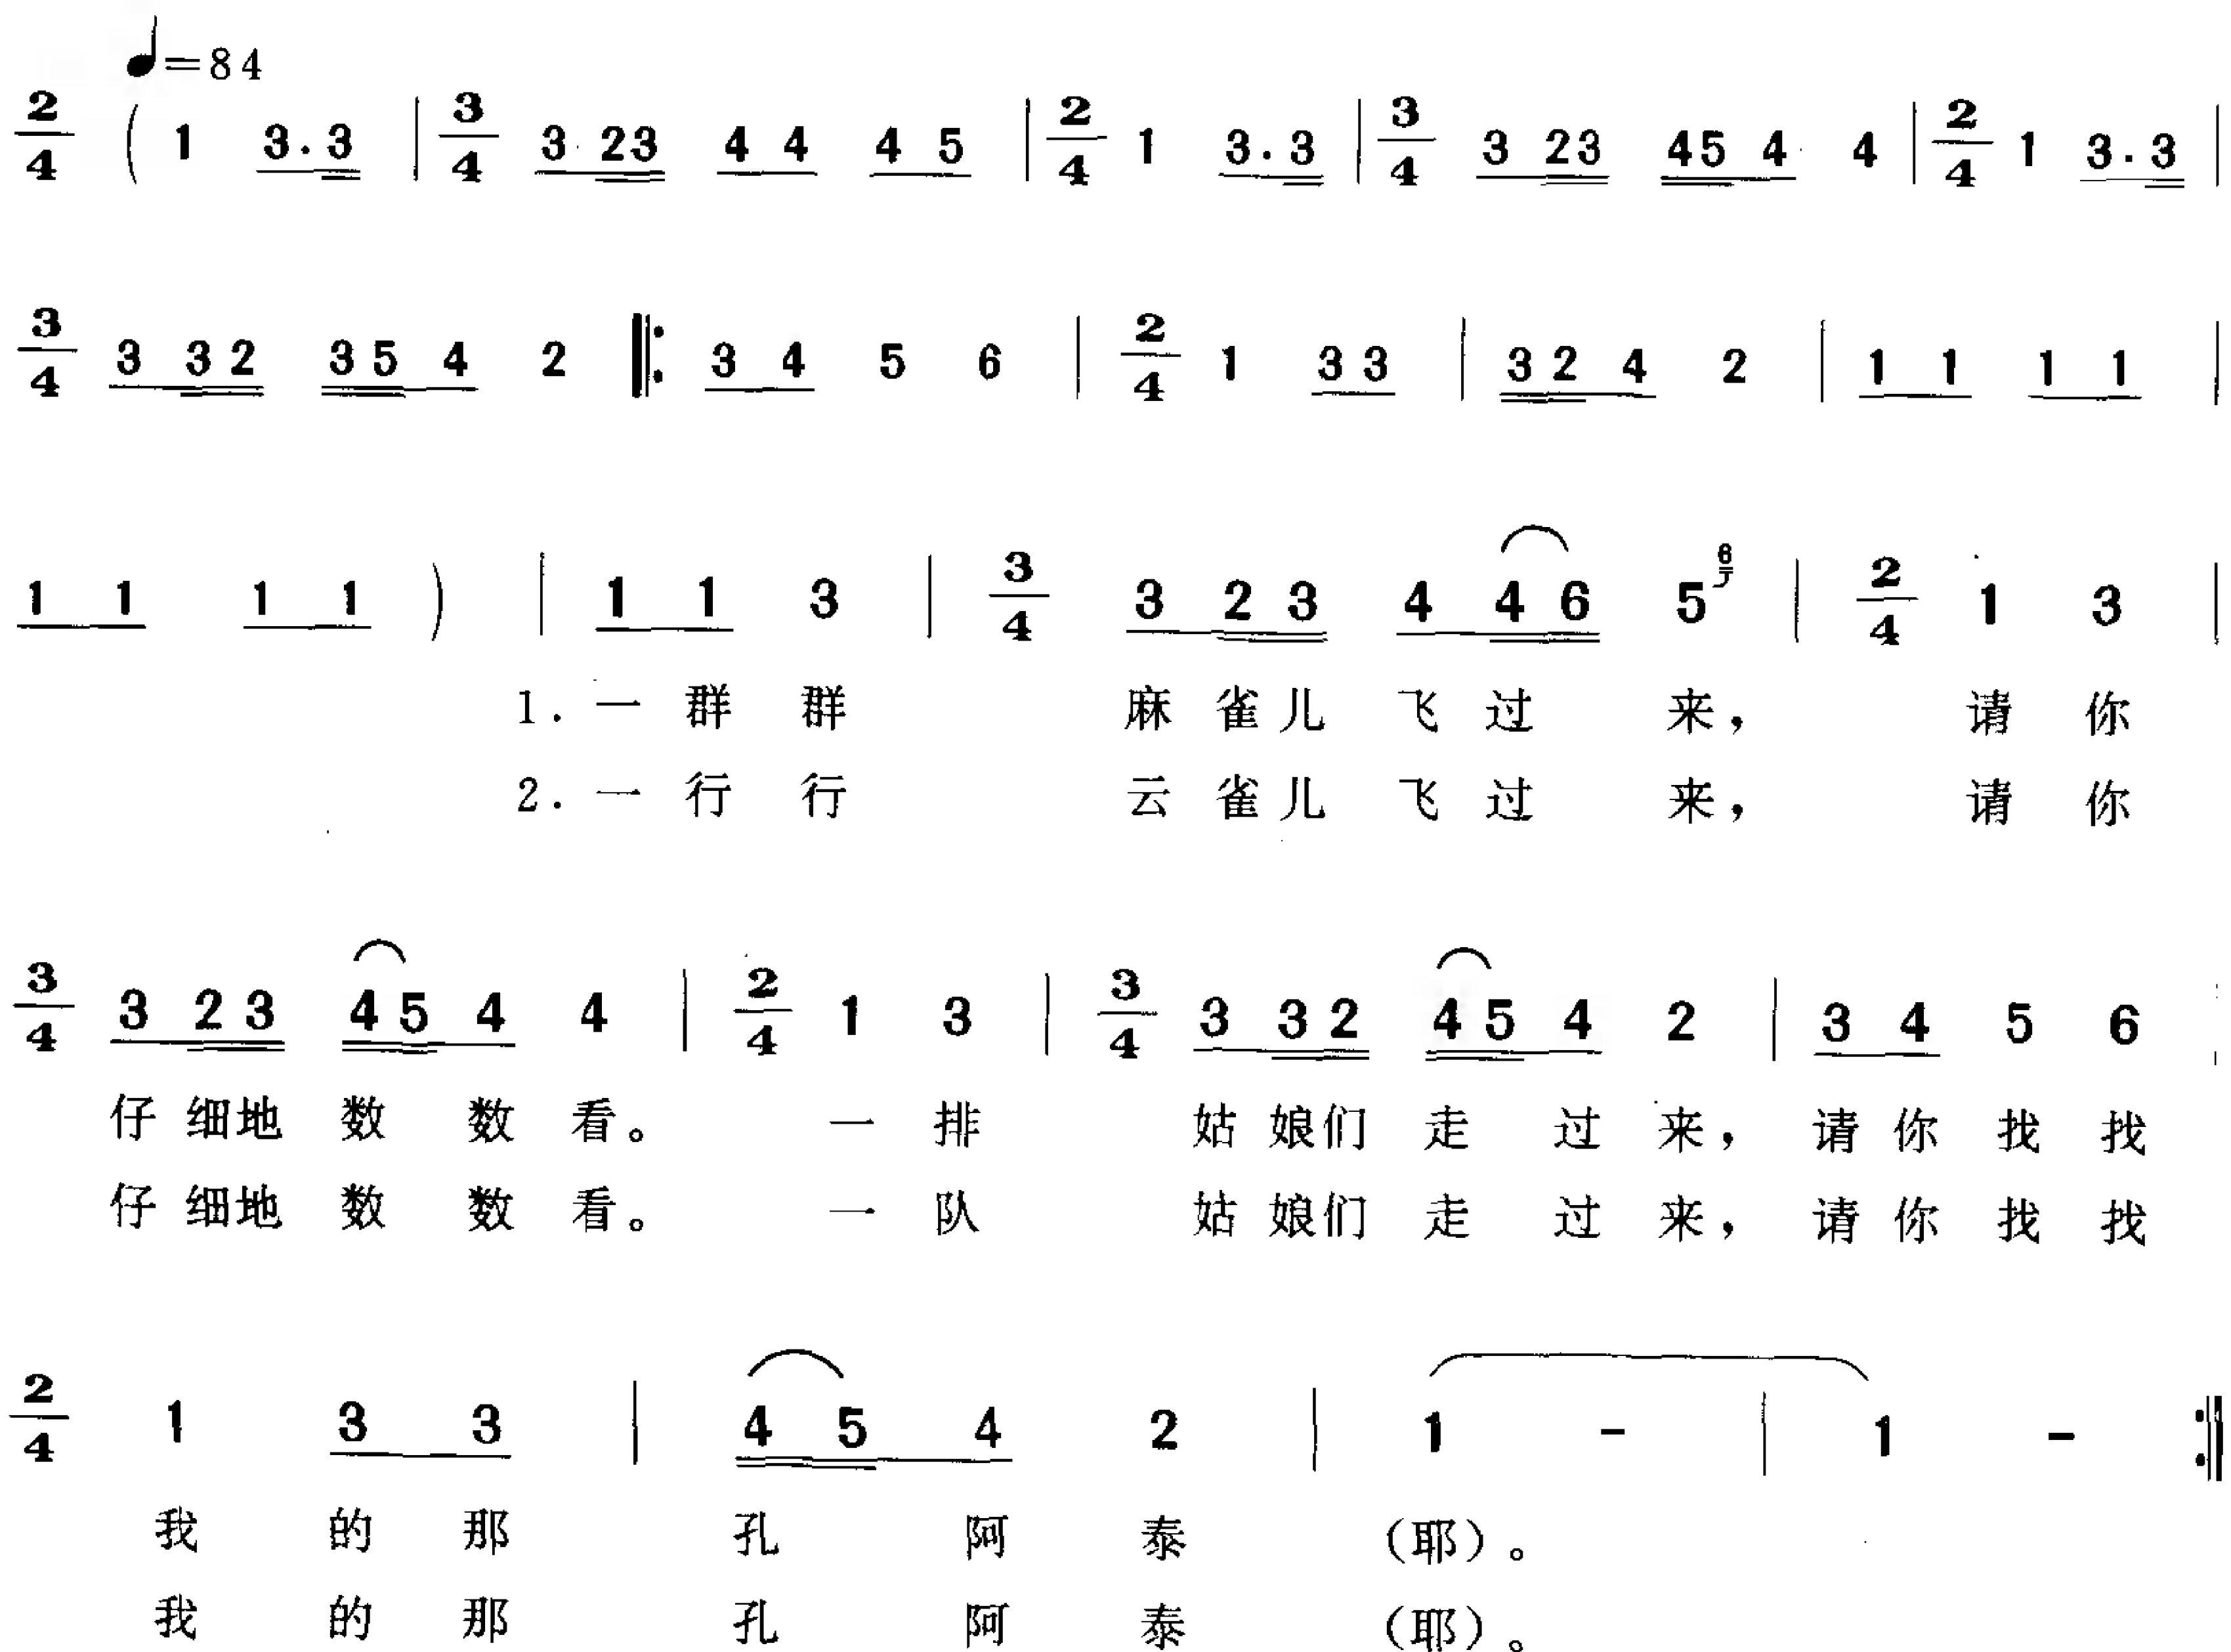 ♩=84
2/4 ( 1 3.3 | 3/4 3 23 4 4 4 5 | 2/4 1 3.3 | 3/4 3 23 45 4 4 | 2/4 1 3.3 |
3/4 3 32 35 4 2 ‖: 3 4 5 6 | 2/4 1 33 | 32 4 2 | 1 1 1 1 |
1 1 1 1 ) | 1 1 3 | 3/4 3 23 4 46 5 6 | 2/4 1 3 |
1. 一群群 麻雀儿飞过来， 请你
2. 一行行 云雀儿飞过来， 请你
3/4 3 23 45 4 4 | 2/4 1 3 | 3/4 3 32 45 4 2 | 3 4 5 6
仔细地数数看。 一排 姑娘们走过来，请你找找
仔细地数数看。 一队 姑娘们走过来，请你找找
2/4 1 3 3 | 45 4 2 | 1 - | 1 - :‖
我的那 孔阿泰 （耶）。
我的那 孔阿泰 （耶）。